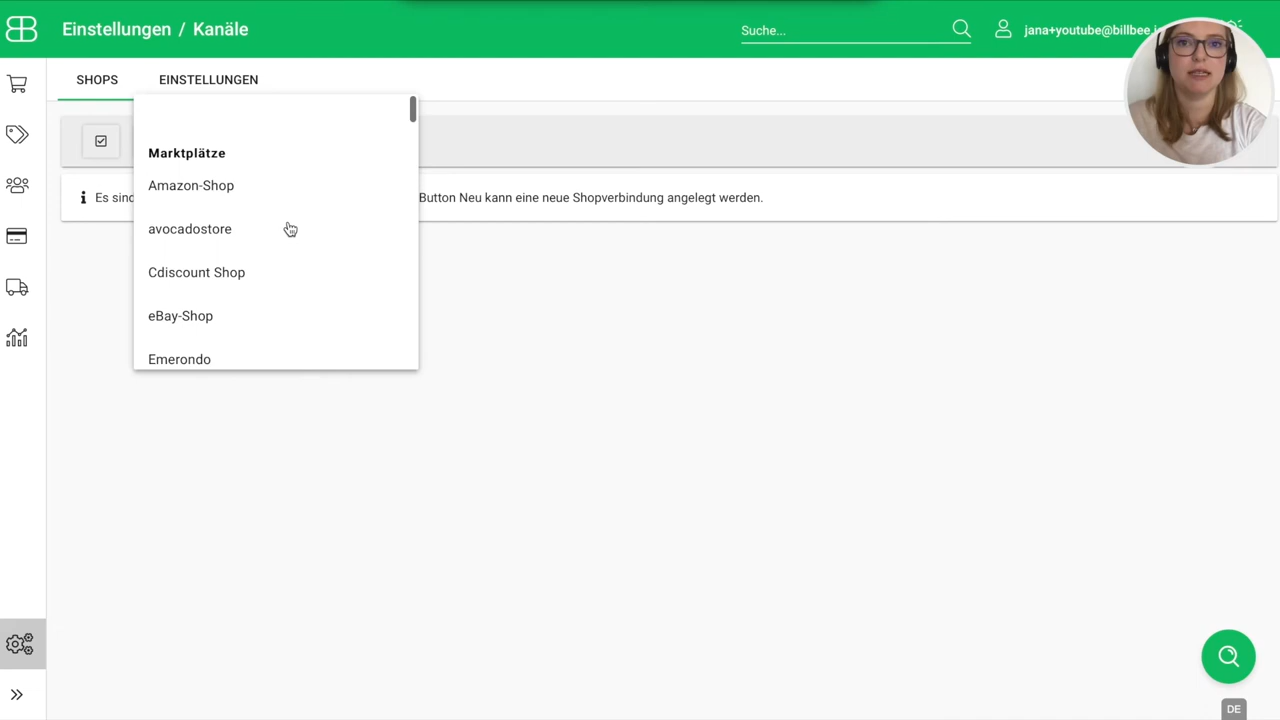 Einstellungen / Kanäle
Suche...
jana+youtube@billbee.i
SHOPS
EINSTELLUNGEN
Marktplätze
Es sind
Button Neu kann eine neue Shopverbindung angelegt werden.
Amazon-Shop
avocadostore
Cdiscount Shop
eBay-Shop
Emerondo
DE